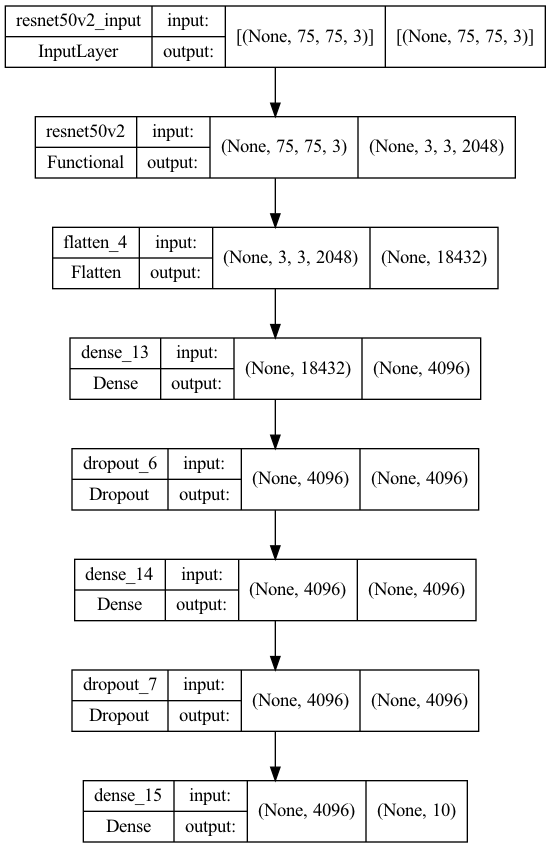 resnet50v2_input input: [(None, 75, 75, 3)] [(None, 75, 75, 3)]
InputLayer output:
resnet50v2 input: (None, 75, 75, 3) (None, 3, 3, 2048)
Functional output:
flatten_4 input: (None, 3, 3, 2048) (None, 18432)
Flatten output:
dense_13 input: (None, 18432) (None, 4096)
Dense output:
dropout_6 input: (None, 4096) (None, 4096)
Dropout output:
dense_14 input: (None, 4096) (None, 4096)
Dense output:
dropout_7 input: (None, 4096) (None, 4096)
Dropout output:
dense_15 input: (None, 4096) (None, 10)
Dense output: